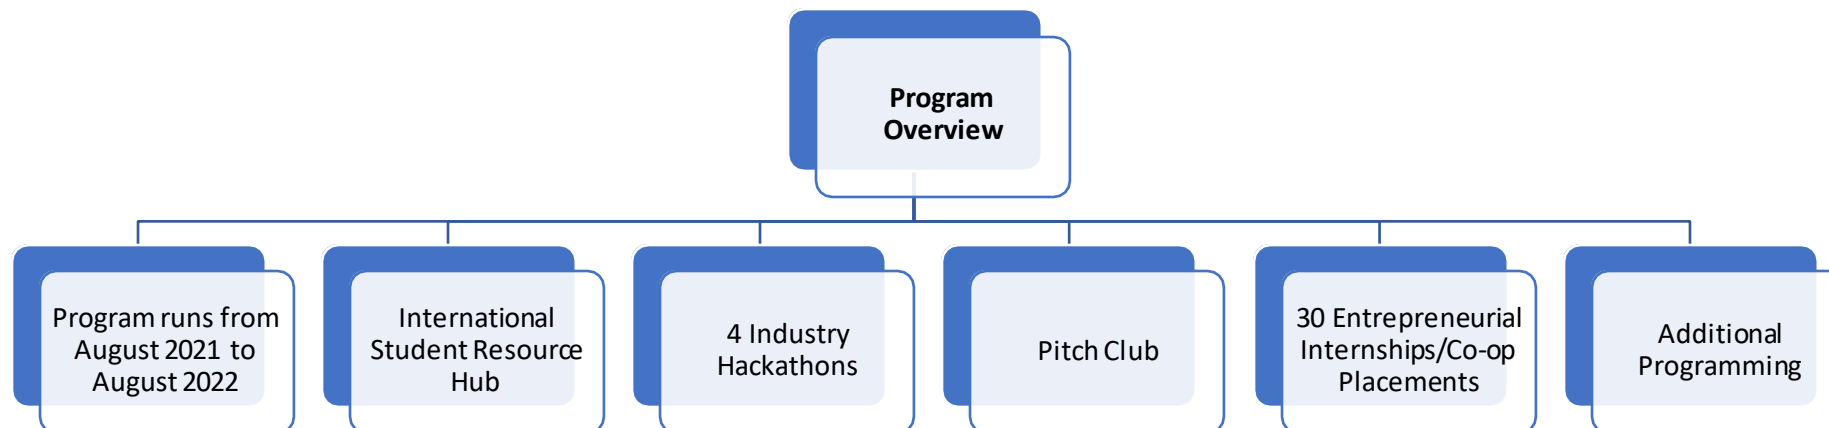 Program
Overview
Program runs from
August 2021 to
August 2022
International
Student Resource
Hub
4 Industry
Hackathons
Pitch Club
30 Entrepreneurial
Internships/Co-op
Placements
Additional
Programming